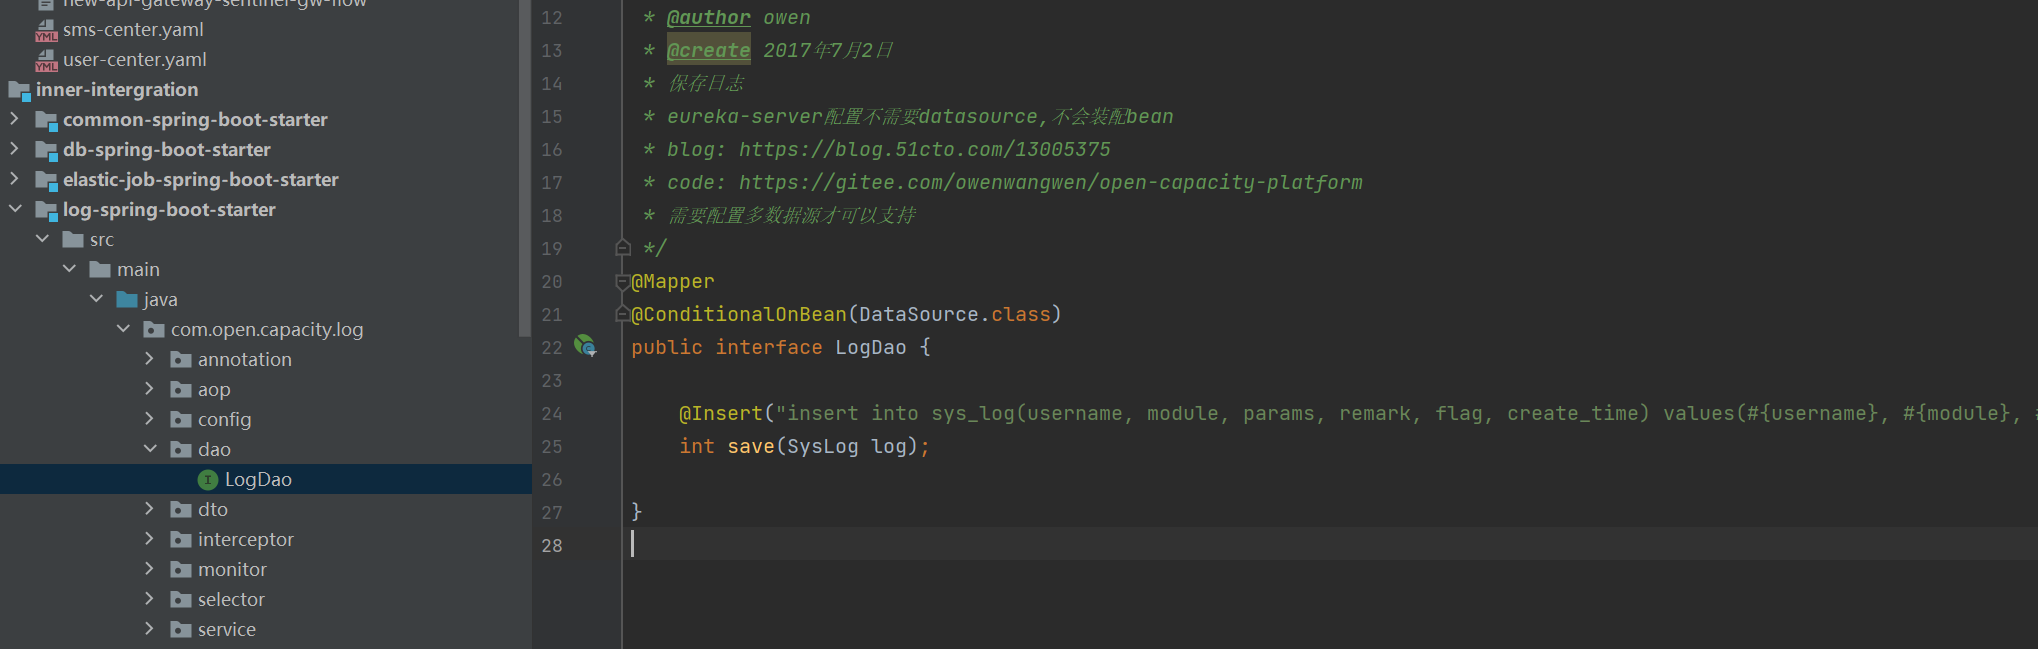 new-api-gateway-sentinel-gw-flow
sms-center.yaml
user-center.yaml
inner-intergration
common-spring-boot-starter
db-spring-boot-starter
elastic-job-spring-boot-starter
log-spring-boot-starter
src
main
java
com.open.capacity.log
annotation
aop
config
dao
LogDao
dto
interceptor
monitor
selector
service
12 * @author owen
13 * @create 2017年7月2日
14 * 保存日志
15 * eureka-server配置不需要datasource,不会装配bean
16 * blog: https://blog.51cto.com/13005375
17 * code: https://gitee.com/owenwangwen/open-capacity-platform
18 * 需要配置多数据源才可以支持
19 */
20 @Mapper
21 @ConditionalOnBean(DataSource.class)
22 public interface LogDao {
23
24 @Insert("insert into sys_log(username, module, params, remark, flag, create_time) values(#{username}, #{module},
25 int save(SysLog log);
26
27 }
28